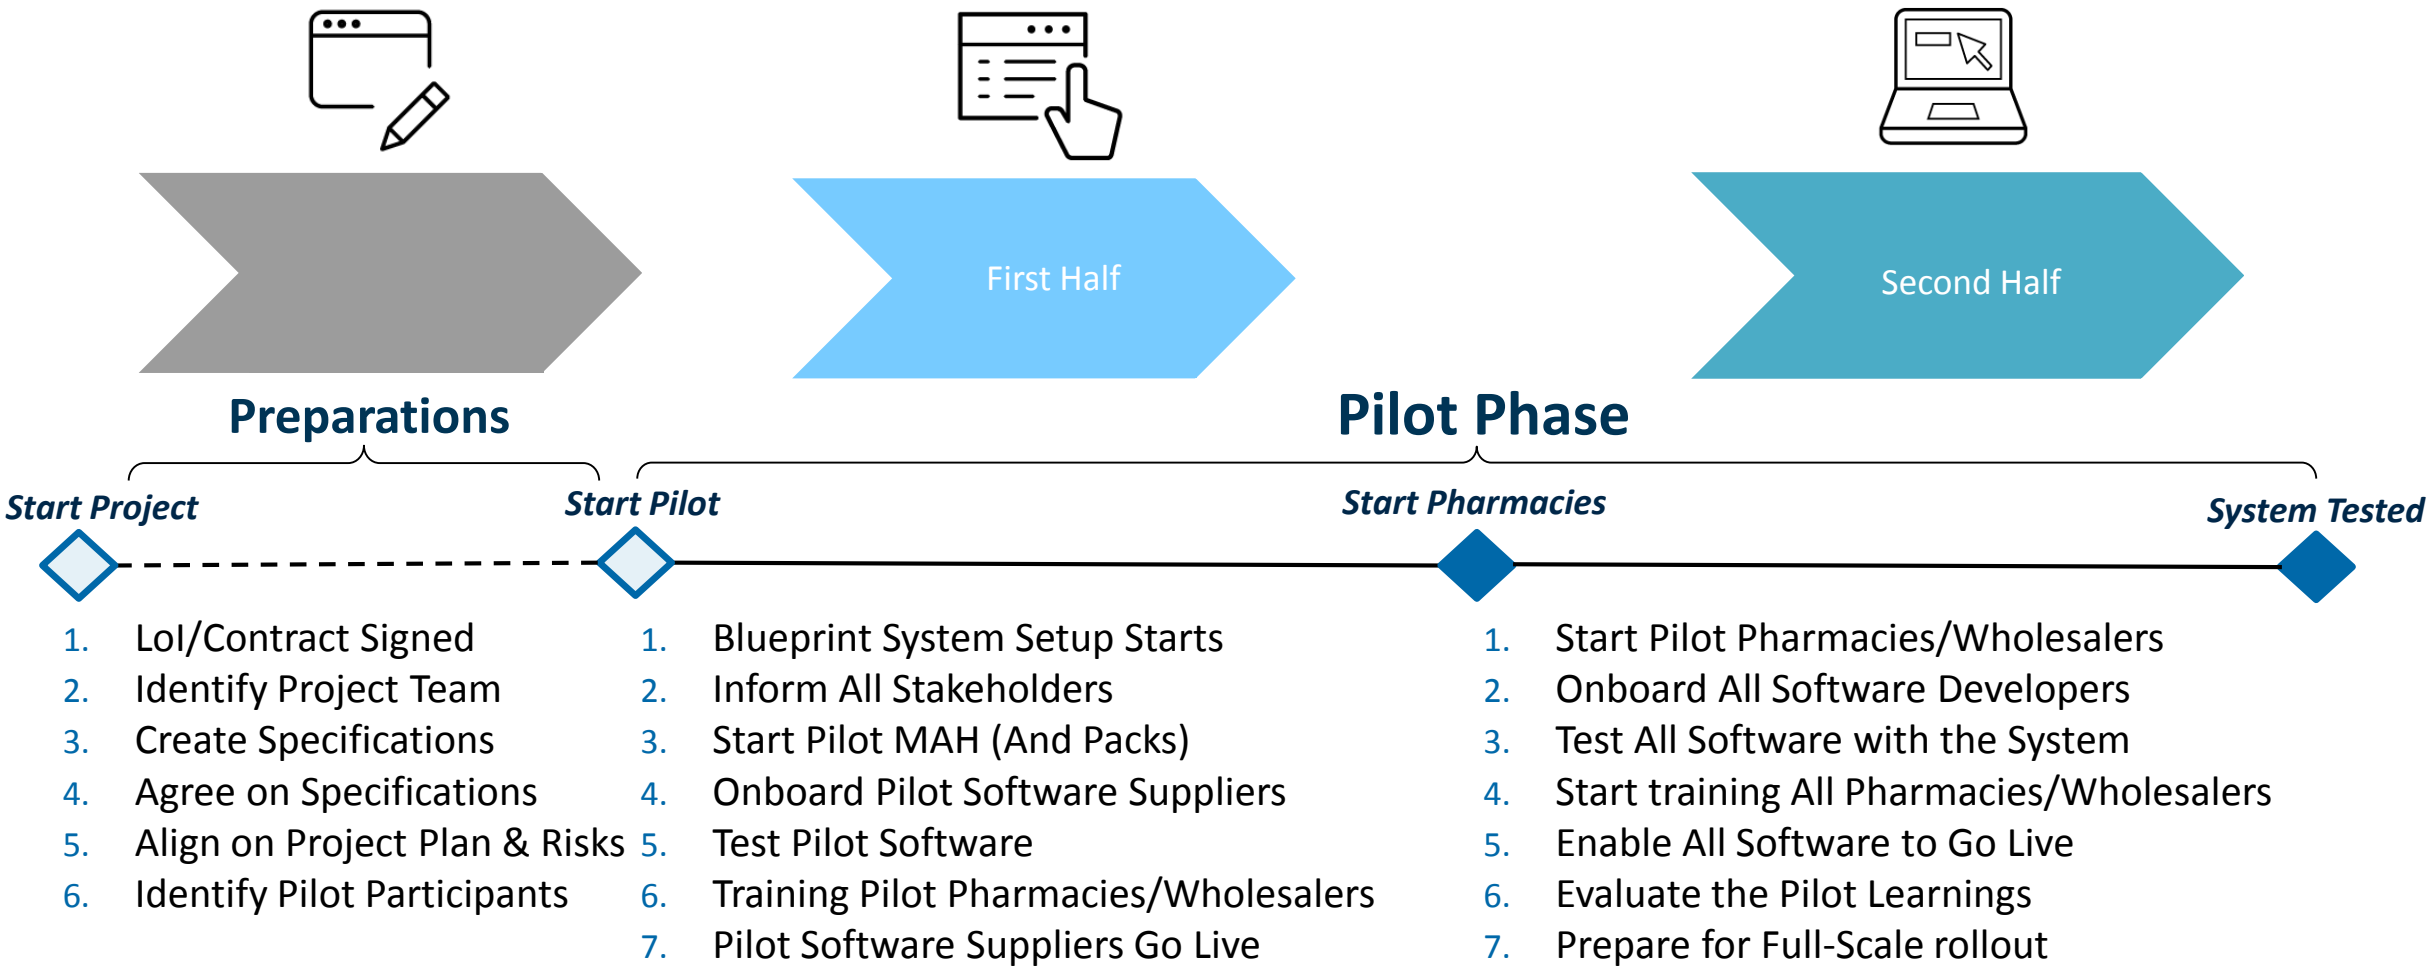 First Half
Second Half
Preparations
Pilot Phase
Start Project
Start Pilot
Start Pharmacies
System Tested
1. LoI/Contract Signed
2. Identify Project Team
3. Create Specifications
4. Agree on Specifications
5. Align on Project Plan & Risks
6. Identify Pilot Participants
1. Blueprint System Setup Starts
2. Inform All Stakeholders
3. Start Pilot MAH (And Packs)
4. Onboard Pilot Software Suppliers
5. Test Pilot Software
6. Training Pilot Pharmacies/Wholesalers
7. Pilot Software Suppliers Go Live
1. Start Pilot Pharmacies/Wholesalers
2. Onboard All Software Developers
3. Test All Software with the System
4. Start training All Pharmacies/Wholesalers
5. Enable All Software to Go Live
6. Evaluate the Pilot Learnings
7. Prepare for Full-Scale rollout